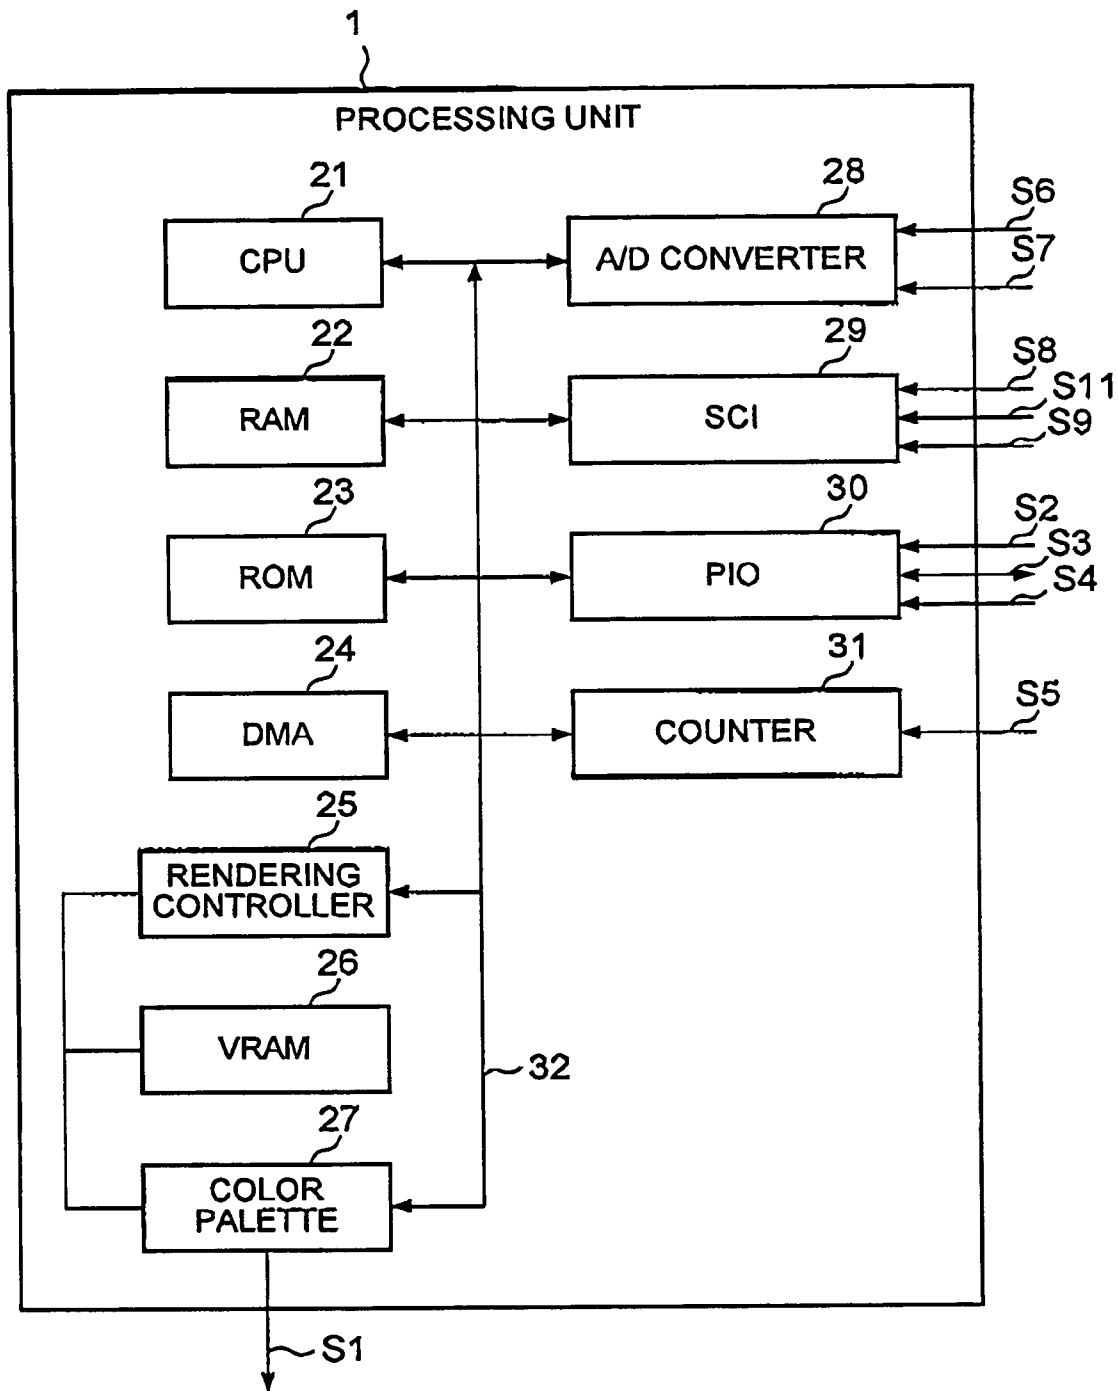 1
PROCESSING UNIT
21
CPU
28
A/D CONVERTER
S6
S7
22
RAM
29
SCI
S8
S11
S9
23
ROM
30
PIO
S2
S3
S4
24
DMA
31
COUNTER
S5
25
RENDERING
CONTROLLER
26
VRAM
32
27
COLOR
PALETTE
S1